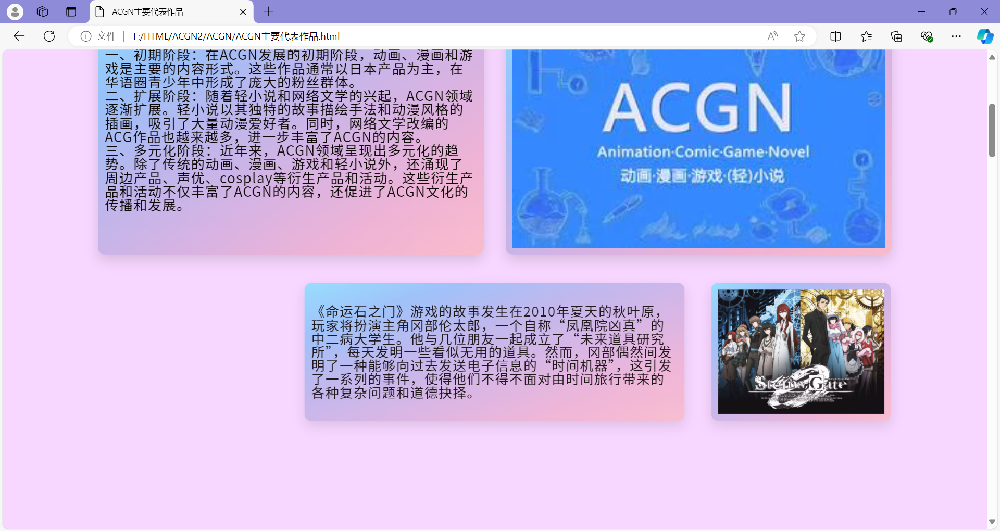 ACGN主要代表作品
文件
F:/HTML/ACGN2/ACGN/ACGN主要代表作品.html
一、初期阶段：在ACGN发展的初期阶段，动画、漫画和游
戏是主要的内容形式。这些作品通常以日本产品为主，在
华语圈青少年中形成了庞大的粉丝群体。
二、扩展阶段：随着轻小说和网络文学的兴起，ACGN领域
逐渐扩展。轻小说以其独特的故事描绘手法和动漫风格的
插画，吸引了大量动漫爱好者。同时，网络文学改编的
ACG作品也越来越多，进一步丰富了ACGN的内容。
三、多元化阶段：近年来，ACGN领域呈现出多元化的趋
势。除了传统的动画、漫画、游戏和轻小说外，还涌现了
周边产品、声优、cosplay等衍生产品和活动。这些衍生产
品和活动不仅丰富了ACGN的内容，还促进了ACGN文化的
传播和发展。
ACGN
Animation·Comic·Game·Novel
动画·漫画·游戏·(轻)小说
《命运石之门》游戏的故事发生在2010年夏天的秋叶原，
玩家将扮演主角冈部伦太郎，一个自称“凤凰院凶真”的
中二病大学生。他与几位朋友一起成立了“未来道具研究
所”，每天发明一些看似无用的道具。然而，冈部偶然间发
明了一种能够向过去发送电子信息的“时间机器”，这引发
了一系列的事件，使得他们不得不面对由时间旅行带来的
各种复杂问题和道德抉择。
Steins;Gate
0